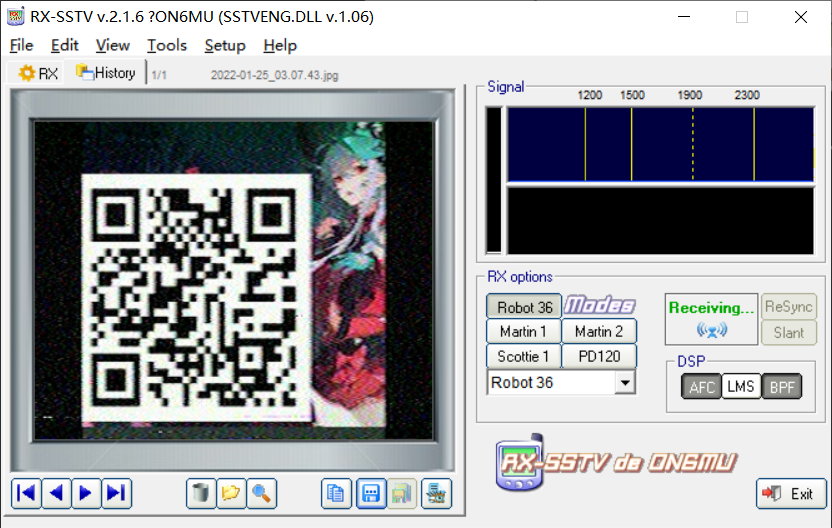 RX-SSTV v.2.1.6 ?ON6MU (SSTVENG.DLL v.1.06)
File Edit View Tools Setup Help
RX History 1/1 2022-01-25_03.07.43.jpg
Signal
1200 1500 1900 2300
RX options
Robot 36 Modes
Martin 1 Martin 2
Scottie 1 PD120
Robot 36
Receiving...
ReSync
Slant
DSP
AFC LMS BPF
RX-SSTV de ON6MU
Exit